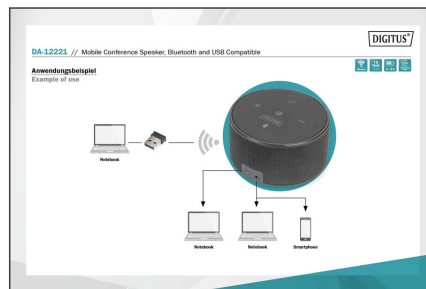 DIGITUS®
DA-12221 // Mobile Conference Speaker, Bluetooth and USB Compatible
Anwendungsbeispiel
Example of use
Notebook
Notebook
Notebook
Smartphone